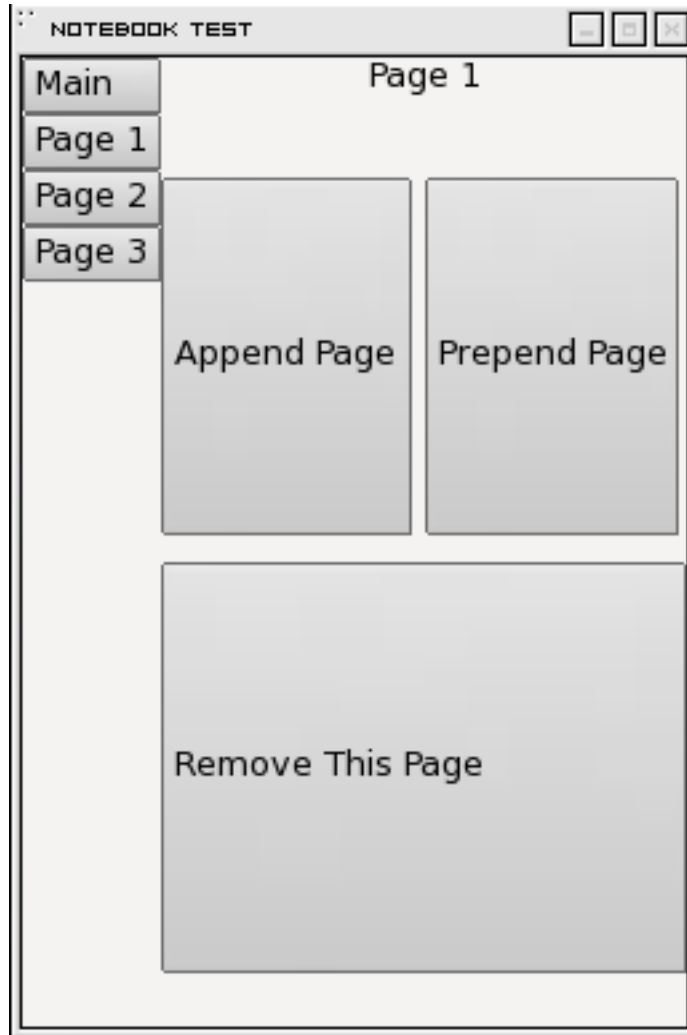 NOTEBOOK TEST
Main
Page 1
Page 1
Page 2
Page 3
Append Page
Prepend Page
Remove This Page